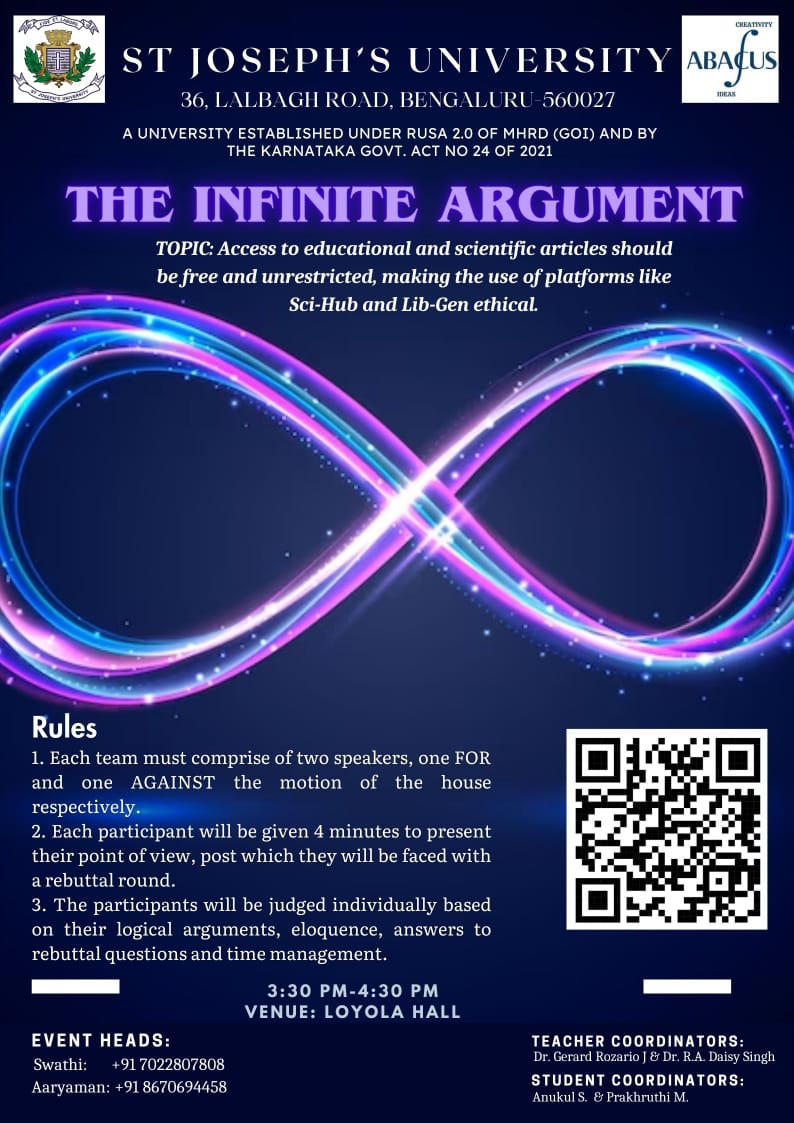 ST JOSEPH'S UNIVERSITY
36, LALBAGH ROAD, BENGALURU-560027
A UNIVERSITY ESTABLISHED UNDER RUSA 2.0 OF MHRD (GOI) AND BY
THE KARNATAKA GOVT. ACT NO 24 OF 2021
ST JOSEPH'S UNIVERSITY
CREATIVITY
ABACUS
IDEAS
THE INFINITE ARGUMENT
TOPIC: Access to educational and scientific articles should
be free and unrestricted, making the use of platforms like
Sci-Hub and Lib-Gen ethical.
Rules
1. Each team must comprise of two speakers, one FOR
and one AGAINST the motion of the house
respectively.
2. Each participant will be given 4 minutes to present
their point of view, post which they will be faced with
a rebuttal round.
3. The participants will be judged individually based
on their logical arguments, eloquence, answers to
rebuttal questions and time management.
3:30 PM-4:30 PM
VENUE: LOYOLA HALL
EVENT HEADS:
Swathi: +91 7022807808
Aaryaman: +91 8670694458
TEACHER COORDINATORS:
Dr. Gerard Rozario J & Dr. R.A. Daisy Singh
STUDENT COORDINATORS:
Anukul S. & Prakhruthi M.